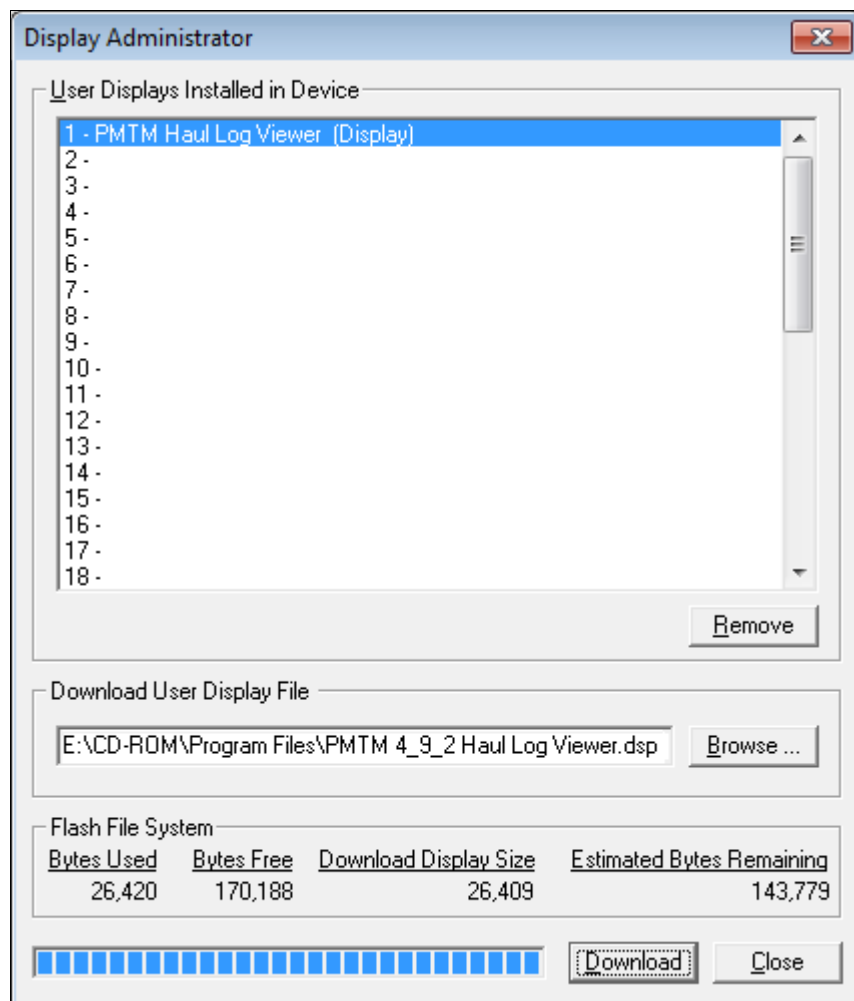 Display Administrator
User Displays Installed in Device
1 - PMTM Haul Log Viewer (Display)
2 -
3 -
4 -
5 -
6 -
7 -
8 -
9 -
10 -
11 -
12 -
13 -
14 -
15 -
16 -
17 -
18 -
Remove
Download User Display File
E:\CD-ROM\Program Files\PMTM 4_9_2 Haul Log Viewer.dsp Browse ...
Flash File System
Bytes Used Bytes Free Download Display Size Estimated Bytes Remaining
26,420 170,188 26,409 143,779
Download Close